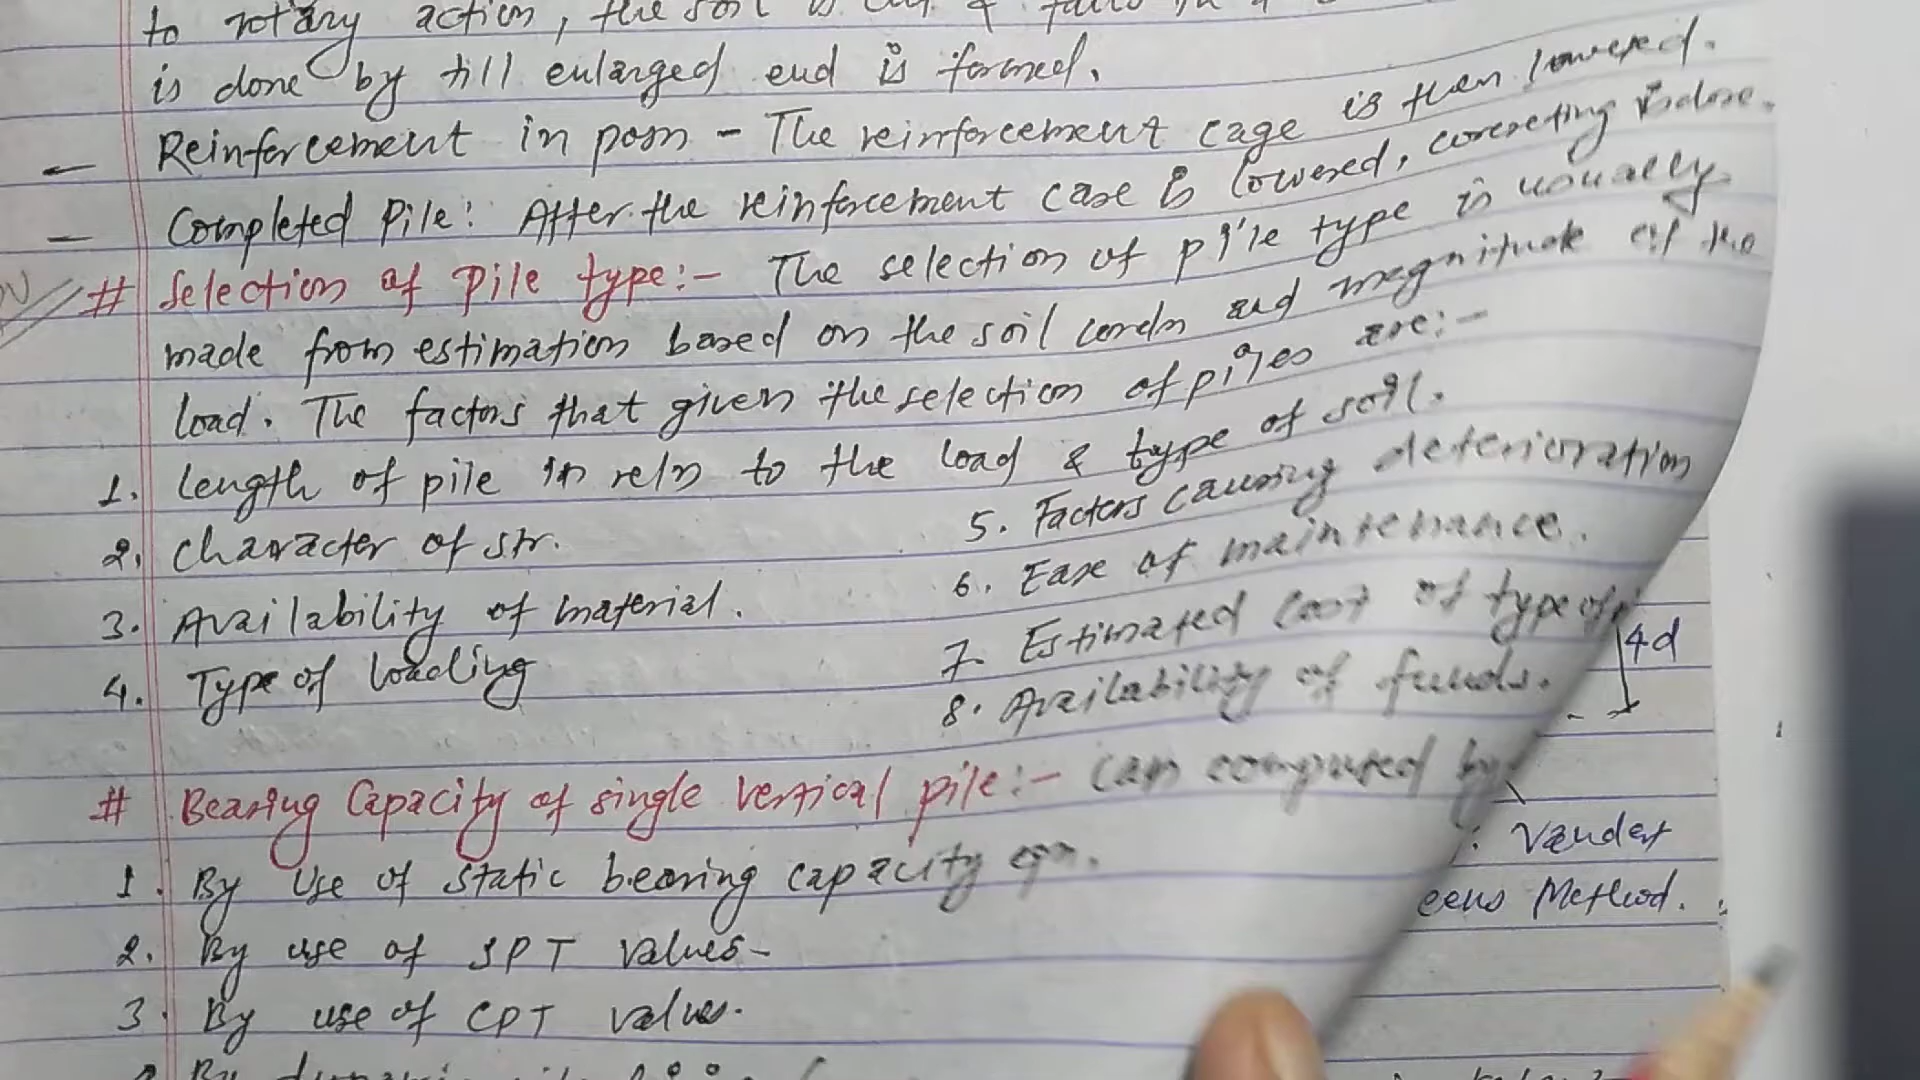 to rotary action, the soil is cut &
is done by till enlarged end is formed.
- Reinforcement in posn - The reinforcement cage is then lowered.
- Completed Pile: After the reinforcement case is lowered, concreting is done.
# Selection of Pile type:- The selection of pile type is usually
made from estimation based on the soil condn and magnitude of the
load. The factors that given the selection of piles are:-
1. Length of pile in reln to the load & type of soil.
2. Character of str.
3. Availability of material.
4. Type of loading
5. Factors causing deterioration
6. Ease of maintenance.
7. Estimated cost of type of
8. Availability of funds.
# Bearing Capacity of single vertical pile:- Can computed by
1. By Use of static bearing capacity eqn.
2. By use of SPT values-
3. By use of CPT values.
By dynamic
4d
: Vander
eens Method.